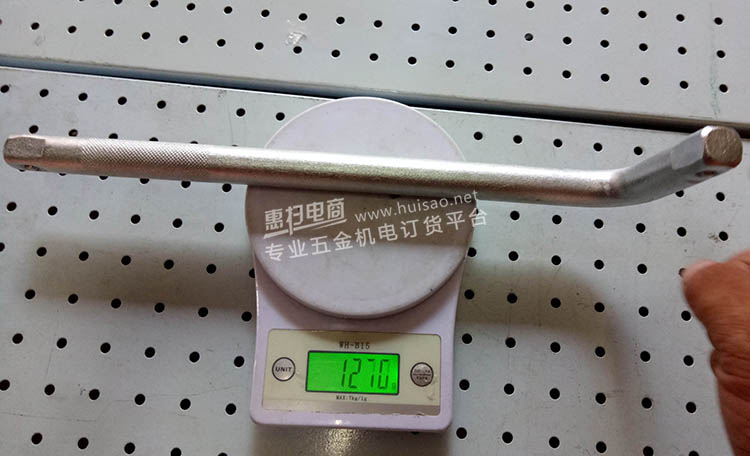 惠扫电商 www.huisao.net
专业五金机电订货平台
WH-B15
UNIT
1270g
MAX:7kg/1g